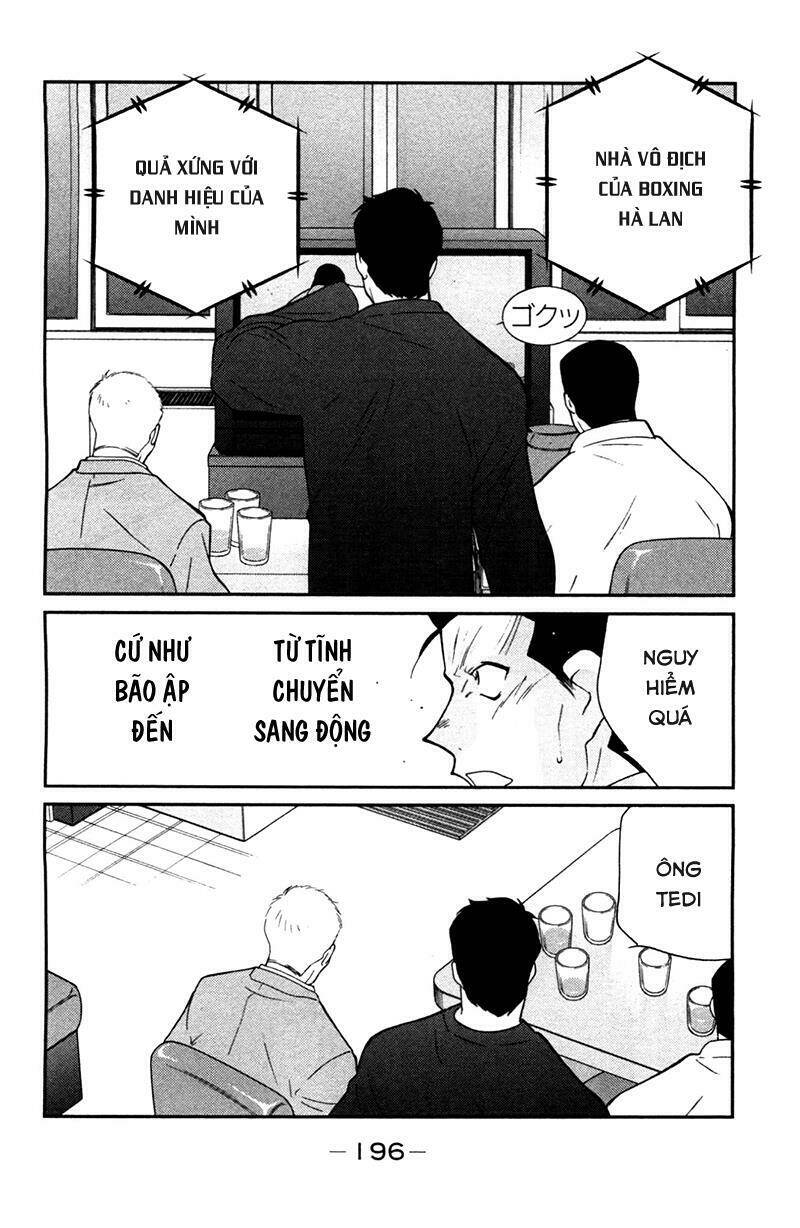 NHÀ VÔ ĐỊCH
CỦA BOXING
HÀ LAN
QUẢ XỨNG VỚI
DANH HIỆU CỦA
MÌNH
ゴクッ
NGUY
HIỂM
QUÁ
TỪ TĨNH
CHUYỂN
SANG ĐỘNG
CỨ NHƯ
BÃO ẬP
ĐẾN
ÔNG
TEDI
-196-